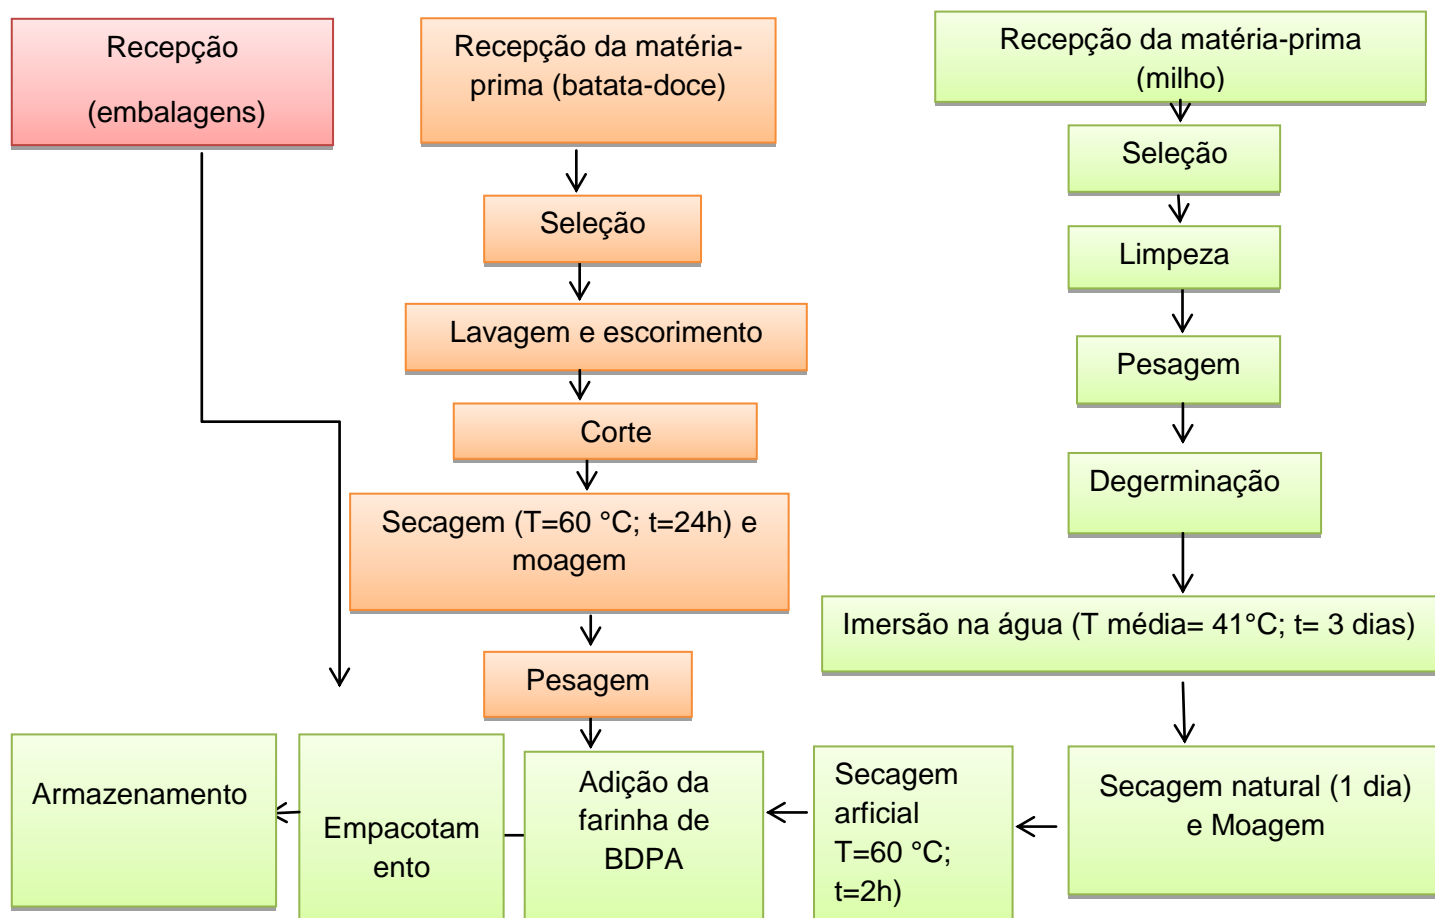 Recepção
(embalagens)
Recepção da matéria-
prima (batata-doce)
Seleção
Lavagem e escorimento
Corte
Secagem (T=60 °C; t=24h) e
moagem
Pesagem
Recepção da matéria-prima
(milho)
Seleção
Limpeza
Pesagem
Degerminação
Imersão na água (T média= 41°C; t= 3 dias)
Secagem natural (1 dia)
e Moagem
Secagem
arficial
T=60 °C;
t=2h)
Adição da
farinha de
BDPA
Empacotam
ento
Armazenamento